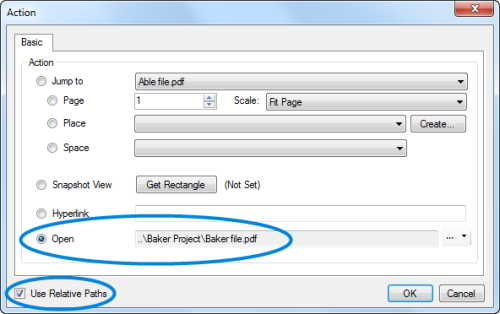 Action
Basic
Action
Jump to Able file.pdf
Page 1 Scale: Fit Page
Place Create...
Space
Snapshot View Get Rectangle (Not Set)
Hyperlink
Open ..\Baker Project\Baker file.pdf ...
Use Relative Paths OK Cancel